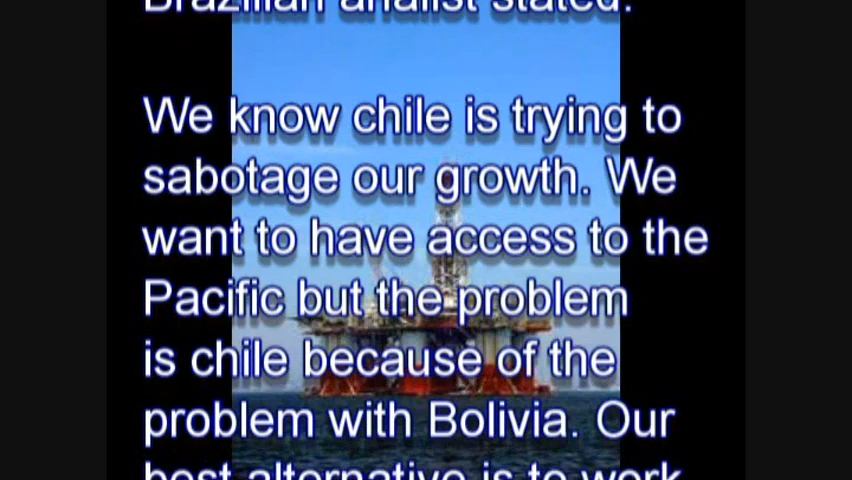 Brazilian analist stated:
We know chile is trying to
sabotage our growth. We
want to have access to the
Pacific but the problem
is chile because of the
problem with Bolivia. Our
best alternative is to work